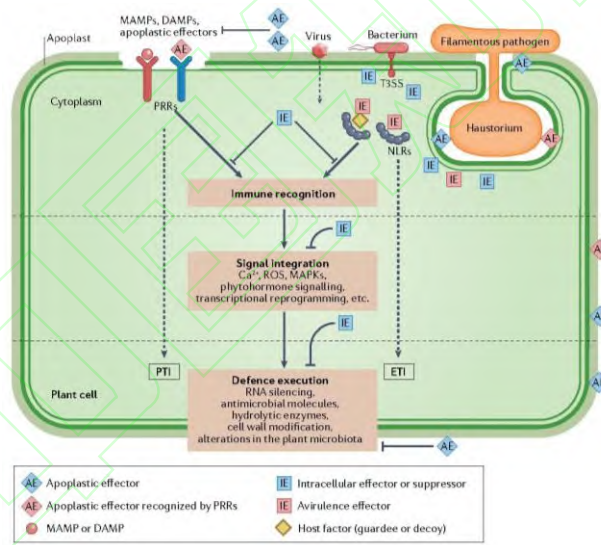 MAMPs, DAMPs,
apoplastic effectors
AE
AE
AE
Virus
Bacterium
Filamentous pathogen
Apoplast
AE
IE
T3SS
IE
Cytoplasm
PRRs
IE
IE
IE
NLRs
Haustorium
AE
AE
IE
IE
IE
Immune recognition
IE
Signal integration
Ca²⁺, ROS, MAPKs,
phytohormone signalling,
transcriptional reprogramming, etc.
IE
PTI
ETI
Defence execution
RNA silencing,
antimicrobial molecules,
hydrolytic enzymes,
cell wall modification,
alterations in the plant microbiota
Plant cell
AE
AE Apoplastic effector
AE Apoplastic effector recognized by PRRs
MAMP or DAMP
IE Intracellular effector or suppressor
IE Avirulence effector
Host factor (guardee or decoy)